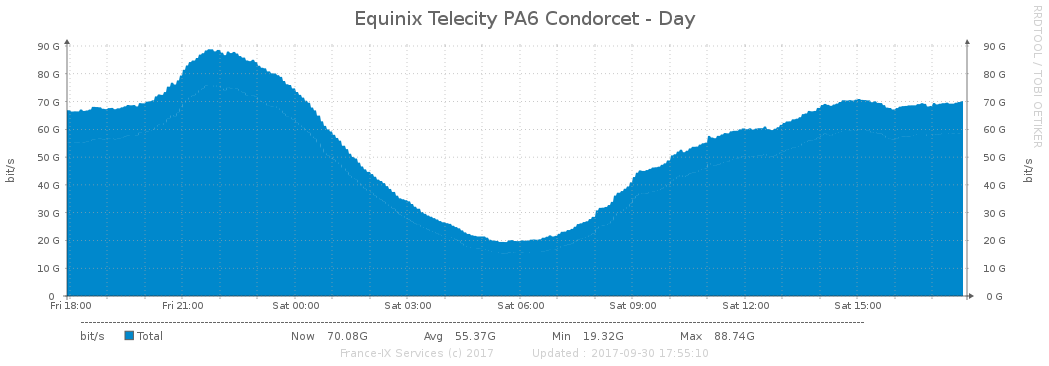 Equinix Telecity PA6 Condorcet - Day
RRDTOOL / TOBI OETIKER
bit/s
90 G
80 G
70 G
60 G
50 G
40 G
30 G
20 G
10 G
0
90 G
80 G
70 G
60 G
50 G
40 G
30 G
20 G
10 G
0 G
bit/s
Fri 18:00 Fri 21:00 Sat 00:00 Sat 03:00 Sat 06:00 Sat 09:00 Sat 12:00 Sat 15:00
bit/s Total Now 70.08G Avg 55.37G Min 19.32G Max 88.74G
France-IX Services (c) 2017 Updated : 2017-09-30 17:55:10